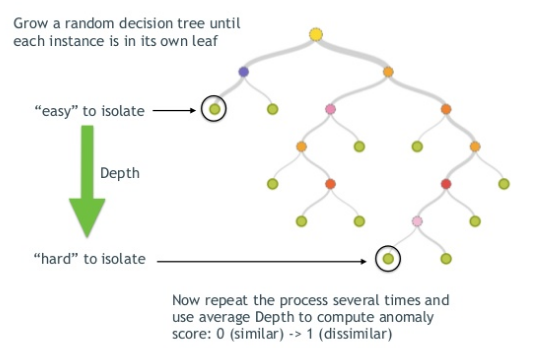 Grow a random decision tree until
each instance is in its own leaf
“easy” to isolate
Depth
“hard” to isolate
Now repeat the process several times and
use average Depth to compute anomaly
score: 0 (similar) -> 1 (dissimilar)